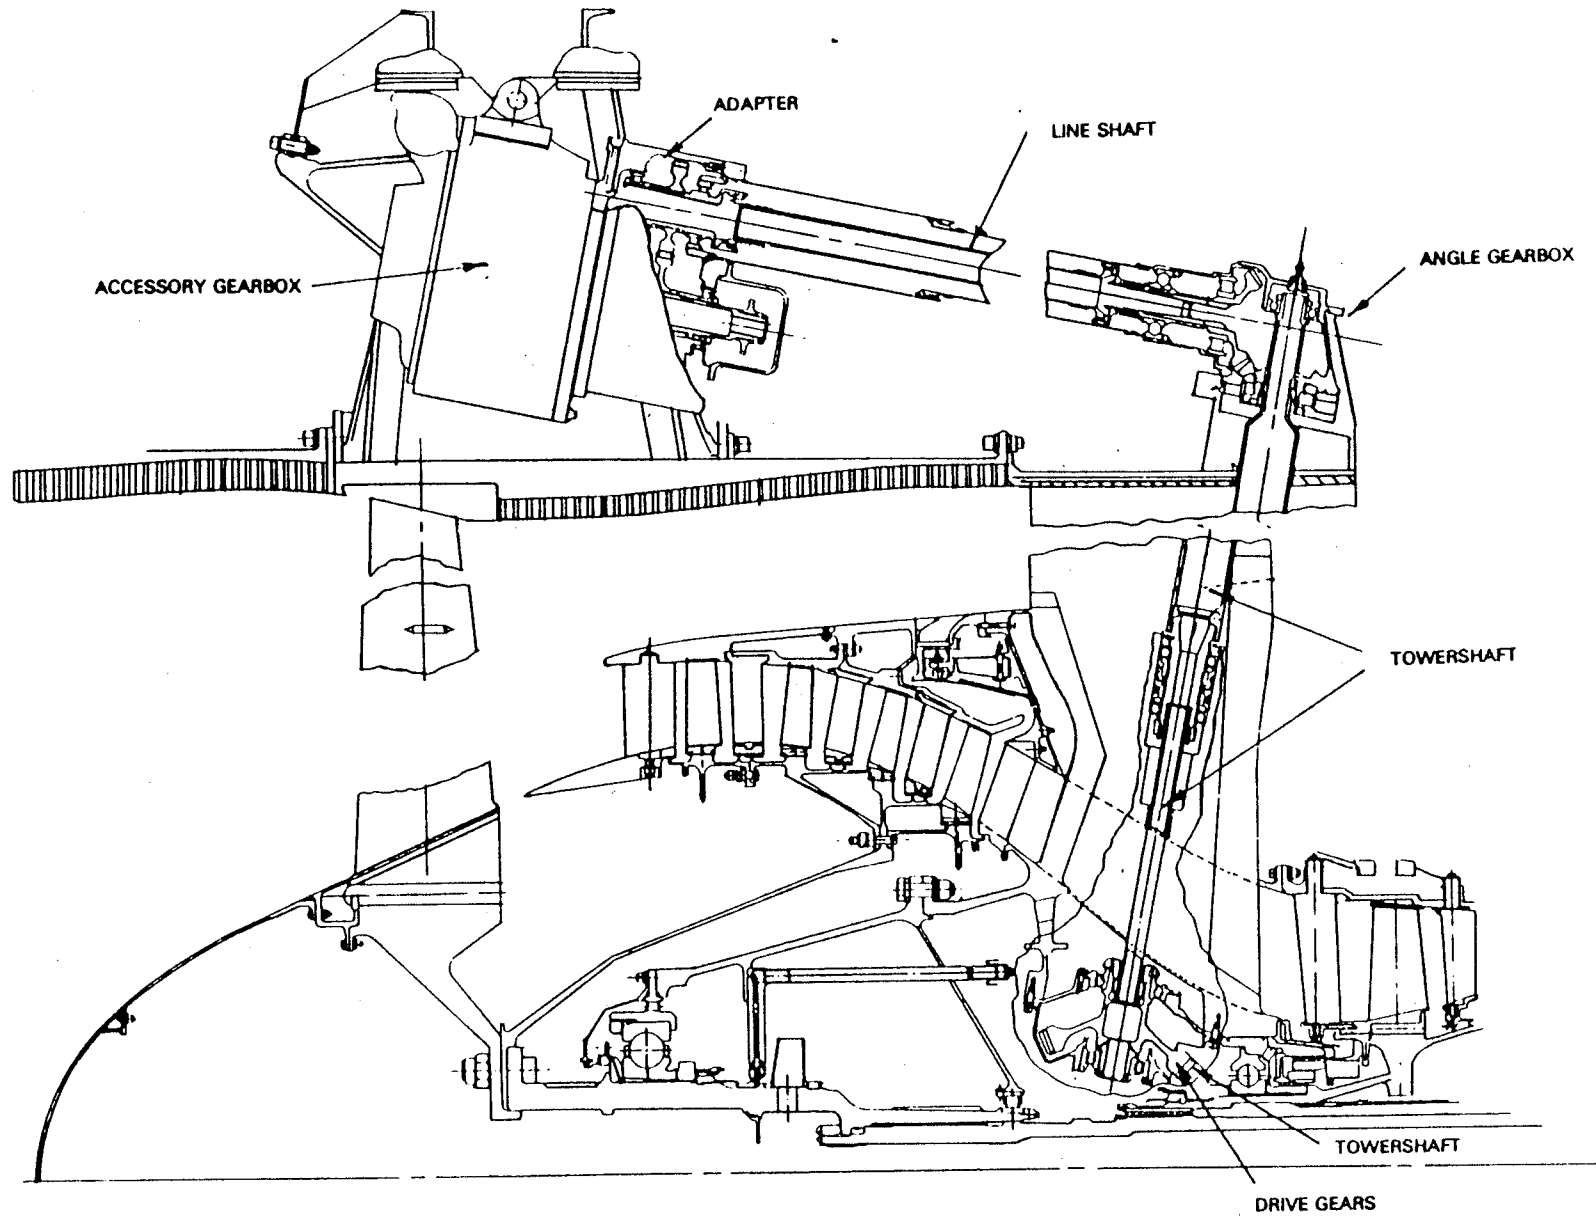 ADAPTER
LINE SHAFT
ANGLE GEARBOX
ACCESSORY GEARBOX
TOWERSHAFT
TOWERSHAFT
DRIVE GEARS